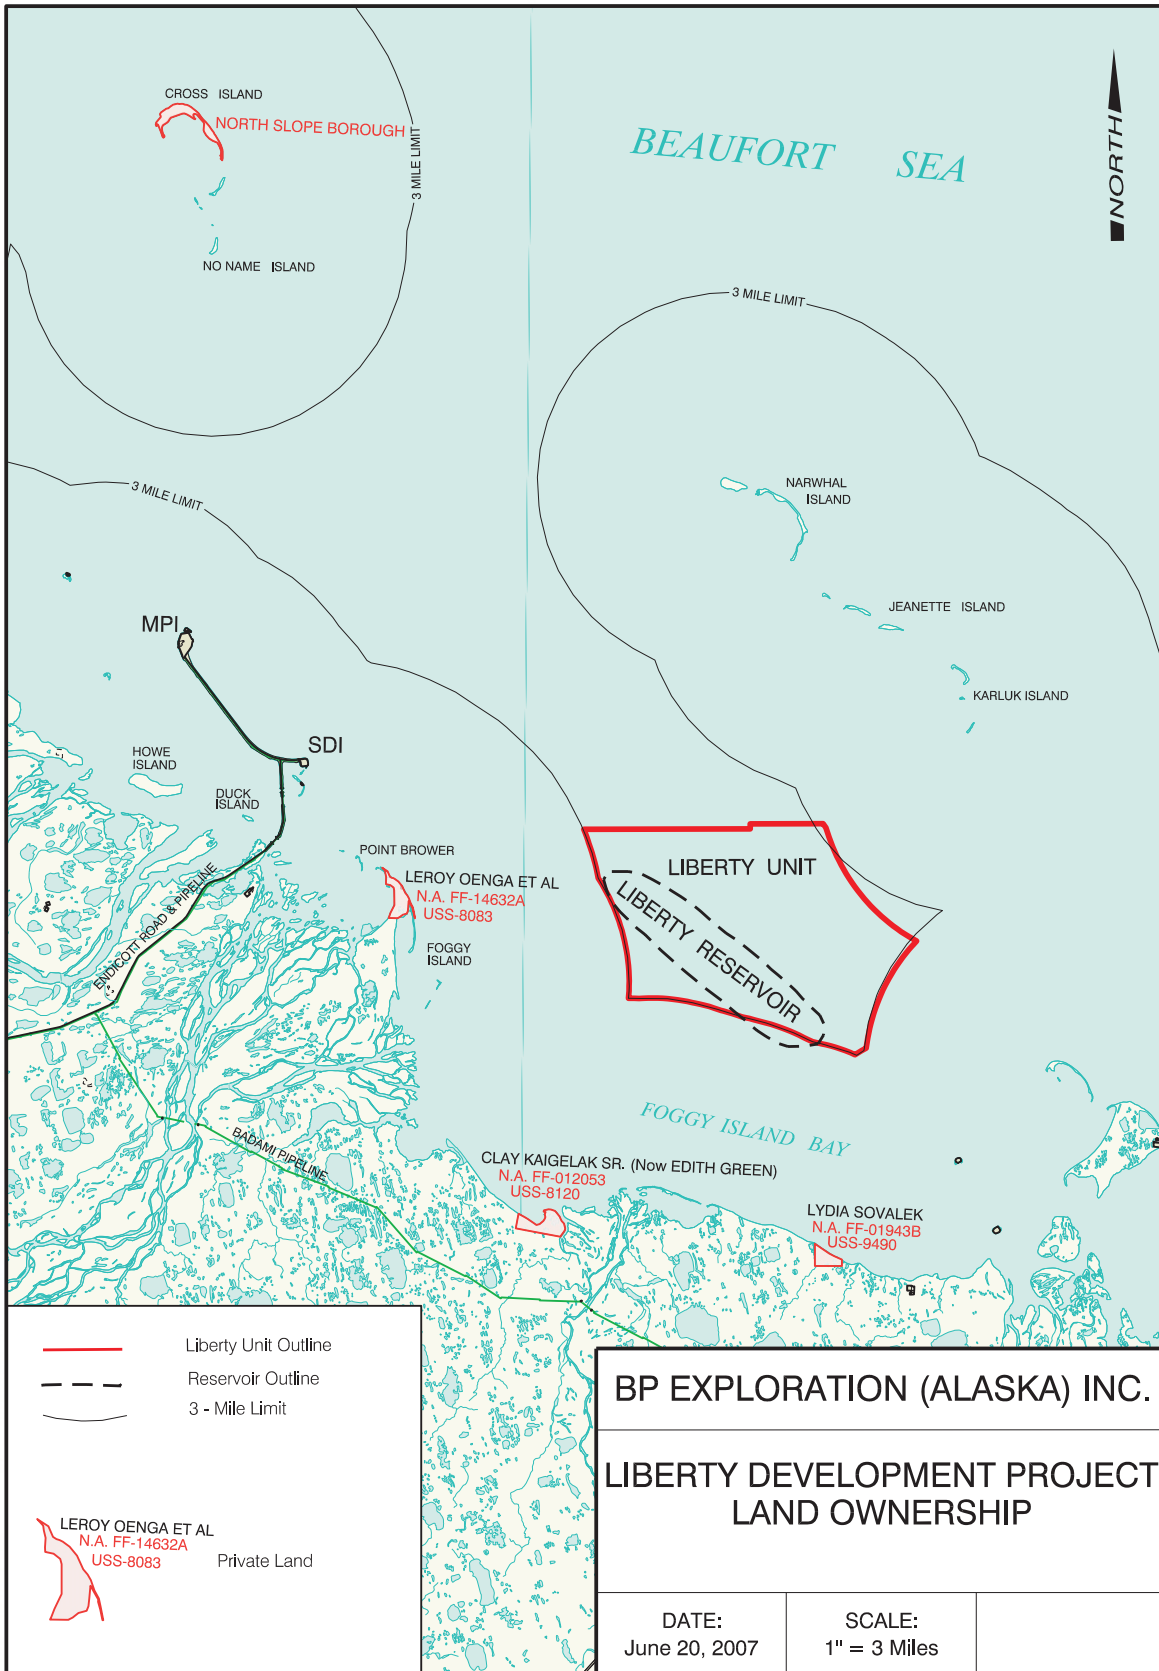 CROSS ISLAND
NORTH SLOPE BOROUGH
3 MILE LIMIT
NO NAME ISLAND
BEAUFORT SEA
NORTH
3 MILE LIMIT
3 MILE LIMIT
NARWHAL
ISLAND
JEANETTE ISLAND
KARLUK ISLAND
MPI
SDI
HOWE
ISLAND
DUCK
ISLAND
ENDICOTT ROAD & PIPELINE
POINT BROWER
LEROY OENGA ET AL
N.A. FF-14632A
USS-8083
FOGGY
ISLAND
LIBERTY UNIT
LIBERTY RESERVOIR
FOGGY ISLAND BAY
BADAMI PIPELINE
CLAY KAIGELAK SR. (Now EDITH GREEN)
N.A. FF-012053
USS-8120
LYDIA SOVALEK
N.A. FF-01943B
USS-9490
Liberty Unit Outline
Reservoir Outline
3 - Mile Limit
LEROY OENGA ET AL
N.A. FF-14632A
USS-8083
Private Land
BP EXPLORATION (ALASKA) INC.
LIBERTY DEVELOPMENT PROJECT
LAND OWNERSHIP
DATE:
June 20, 2007
SCALE:
1" = 3 Miles